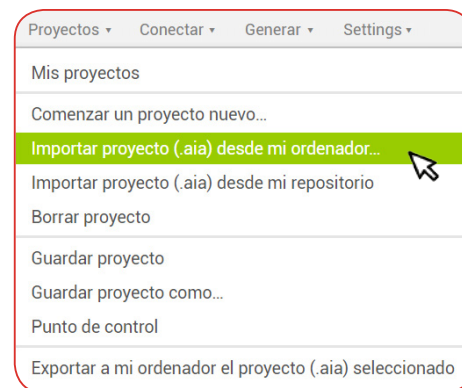 Proyectos Conectar Generar Settings
Mis proyectos
Comenzar un proyecto nuevo...
Importar proyecto (.aia) desde mi ordenador...
Importar proyecto (.aia) desde mi repositorio
Borrar proyecto
Guardar proyecto
Guardar proyecto como...
Punto de control
Exportar a mi ordenador el proyecto (.aia) seleccionado